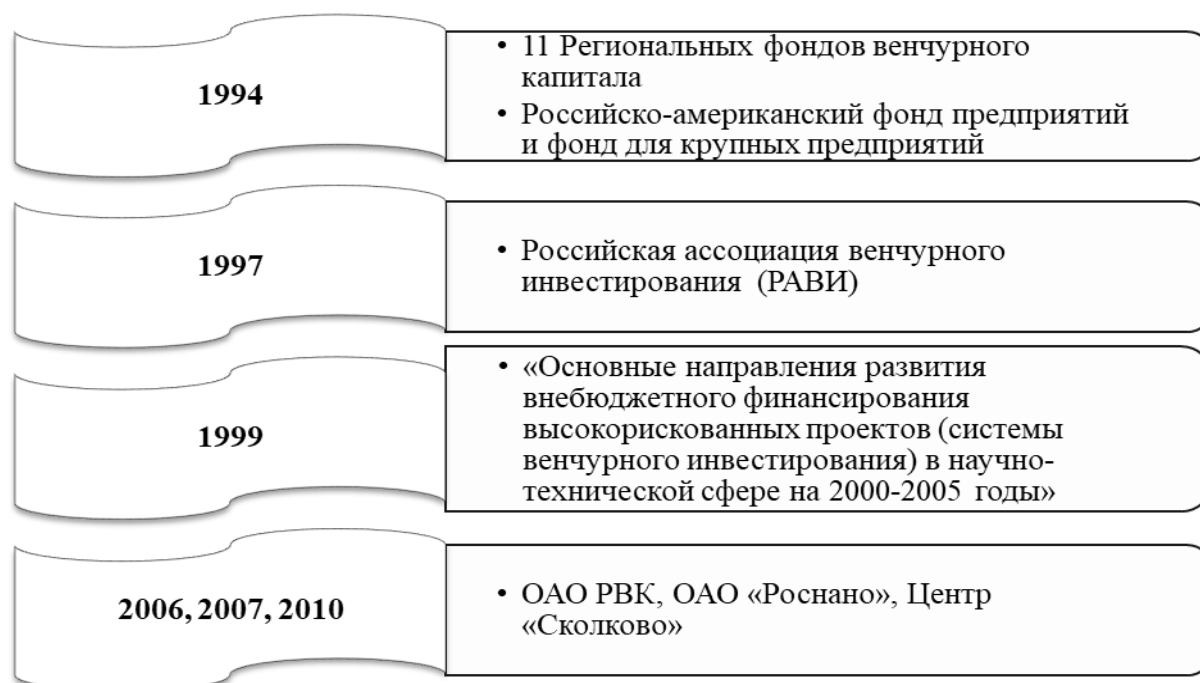 1994
• 11 Региональных фондов венчурного
капитала
• Российско-американский фонд предприятий
и фонд для крупных предприятий
1997
• Российская ассоциация венчурного
инвестирования (РАВИ)
1999
• «Основные направления развития
внебюджетного финансирования
высокорискованных проектов (системы
венчурного инвестирования) в научно-
технической сфере на 2000-2005 годы»
2006, 2007, 2010
• ОАО РВК, ОАО «Роснано», Центр
«Сколково»